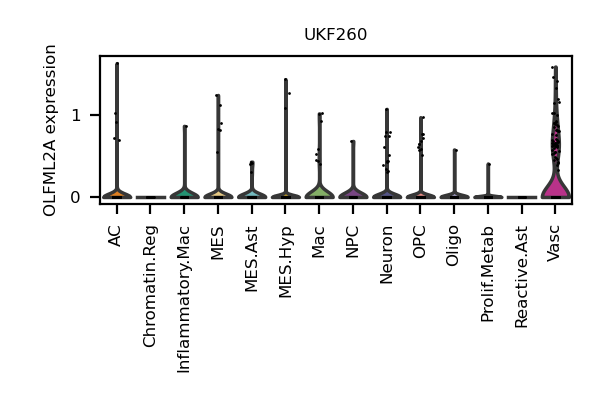 UKF260
OLFML2A expression
1
0
AC
Chromatin.Reg
Inflammatory.Mac
MES
MES.Ast
MES.Hyp
Mac
NPC
Neuron
OPC
Oligo
Prolif.Metab
Reactive.Ast
Vasc